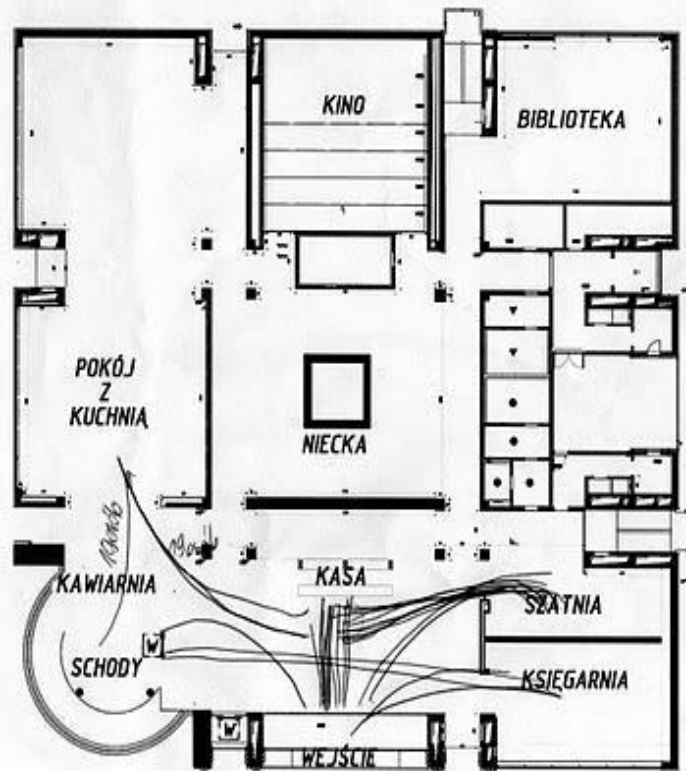 KINO
BIBLIOTEKA
POKÓJ
Z
KUCHNIĄ
NIECKA
KASA
KAWIARNIA
SZATNIA
W
SCHODY
KSIĘGARNIA
W
WEJŚCIE